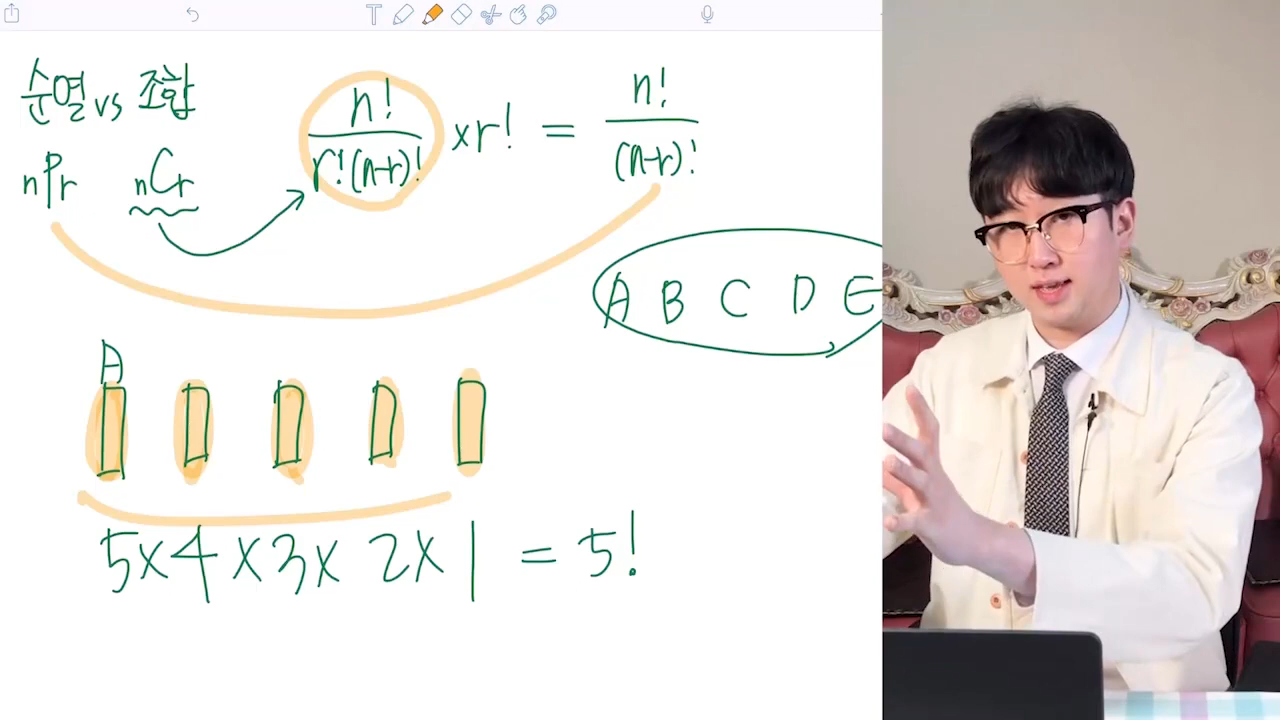 순열 vs 조합
nPr nCr
n! / r!(n-r)! × r! = n! / (n-r)!
A B C D E
A
5 × 4 × 3 × 2 × 1 = 5!